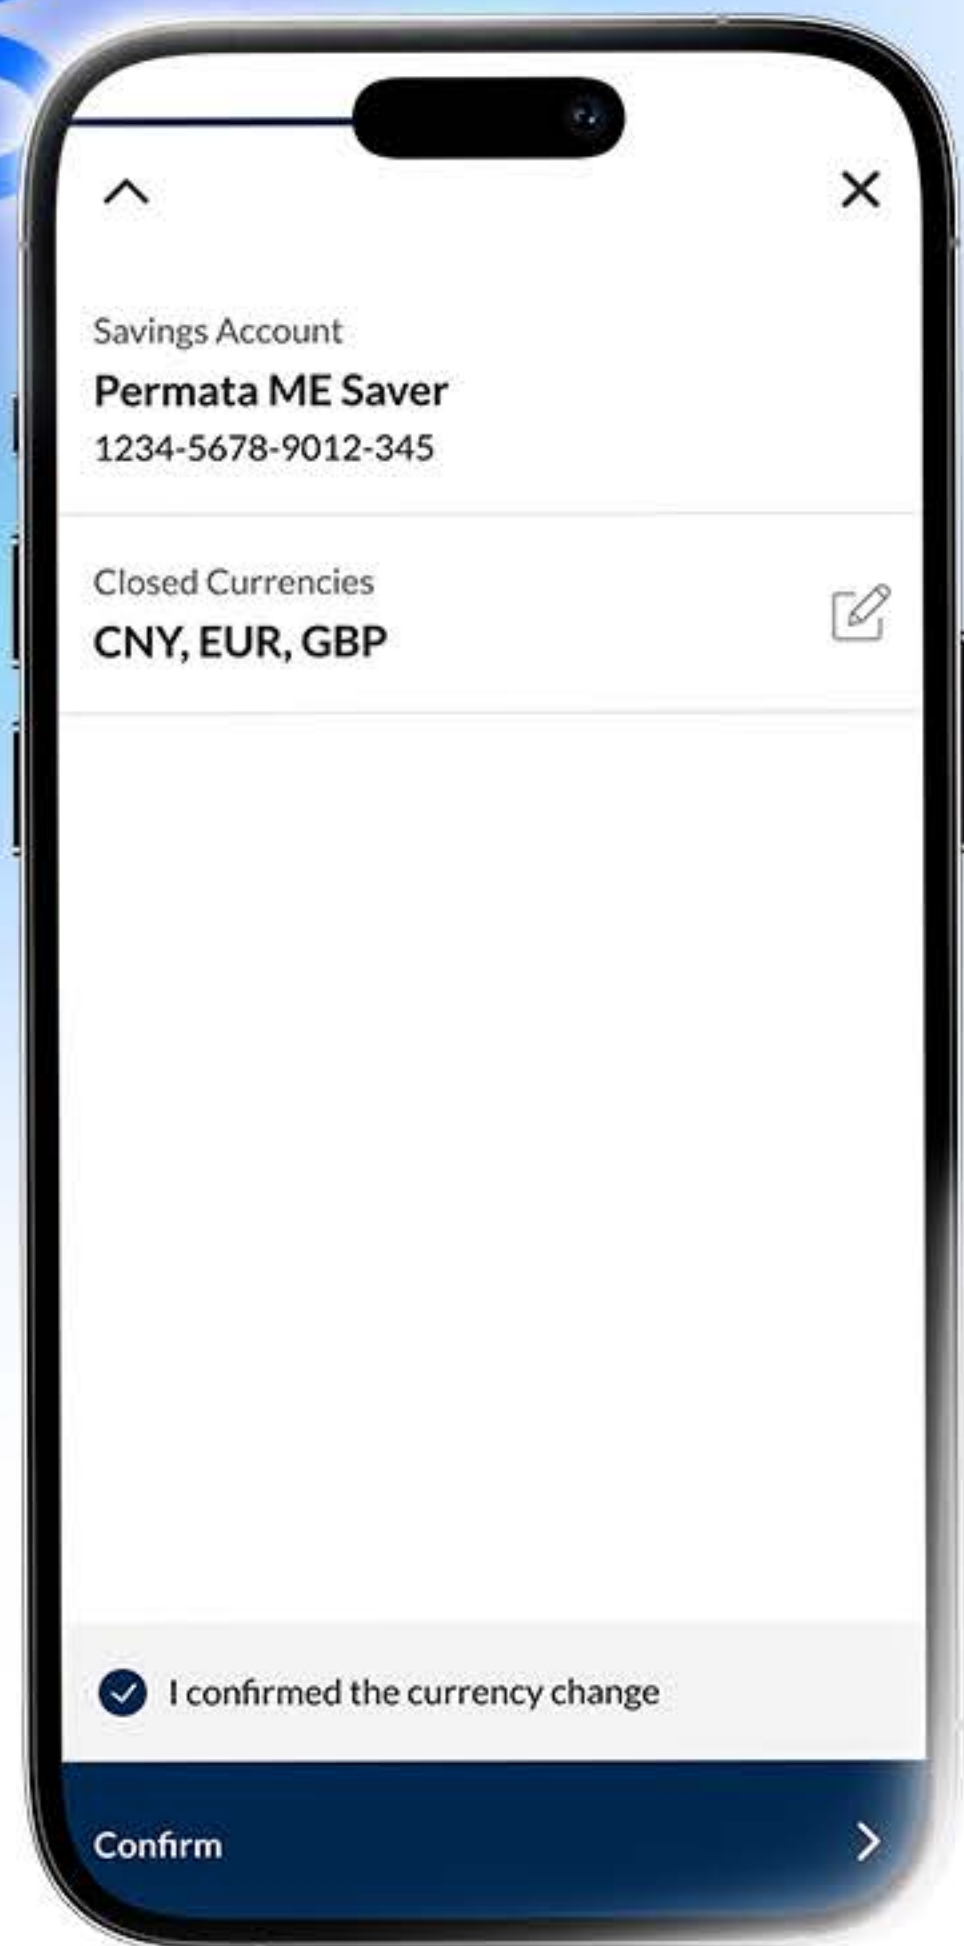 Savings Account
Permata ME Saver
1234-5678-9012-345
Closed Currencies
CNY, EUR, GBP
I confirmed the currency change
Confirm